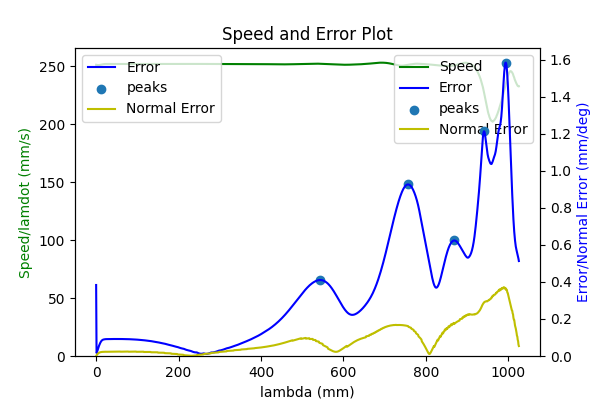 Speed and Error Plot
Speed/lamdot (mm/s)
250
200
150
100
50
0
Error
peaks
Normal Error
Speed
Error
peaks
Normal Error
1.6
1.4
1.2
1.0
0.8
0.6
0.4
0.2
0.0
Error/Normal Error (mm/deg)
0 200 400 600 800 1000
lambda (mm)